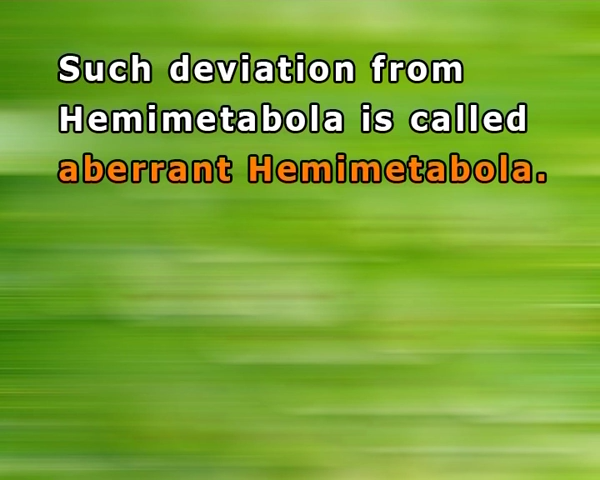 Such deviation from
Hemimetabola is called
aberrant Hemimetabola.